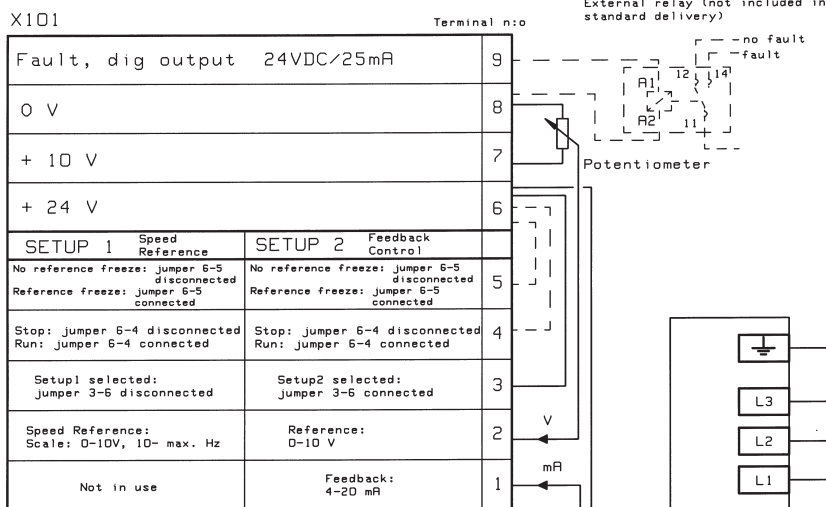 External relay (not included in
standard delivery)
X101
Terminal n:o
Fault, dig output 24VDC/25mA 9
no fault
fault
A1 12 14
A2 11
0 V 8
+ 10 V 7
Potentiometer
+ 24 V 6
SETUP 1 Speed
Reference
SETUP 2 Feedback
Control
No reference freeze: jumper 6-5
disconnected
Reference freeze: jumper 6-5
connected
No reference freeze: jumper 6-5
disconnected
Reference freeze: jumper 6-5
connected
5
Stop: jumper 6-4 disconnected
Run: jumper 6-4 connected
Stop: jumper 6-4 disconnected
Run: jumper 6-4 connected
4
Setup1 selected:
jumper 3-6 disconnected
Setup2 selected:
jumper 3-6 connected
3
Speed Reference:
Scale: 0-10V, 10- max. Hz
Reference:
0-10 V
2
V
Not in use
Feedback:
4-20 mA
1
mA
L3
L2
L1